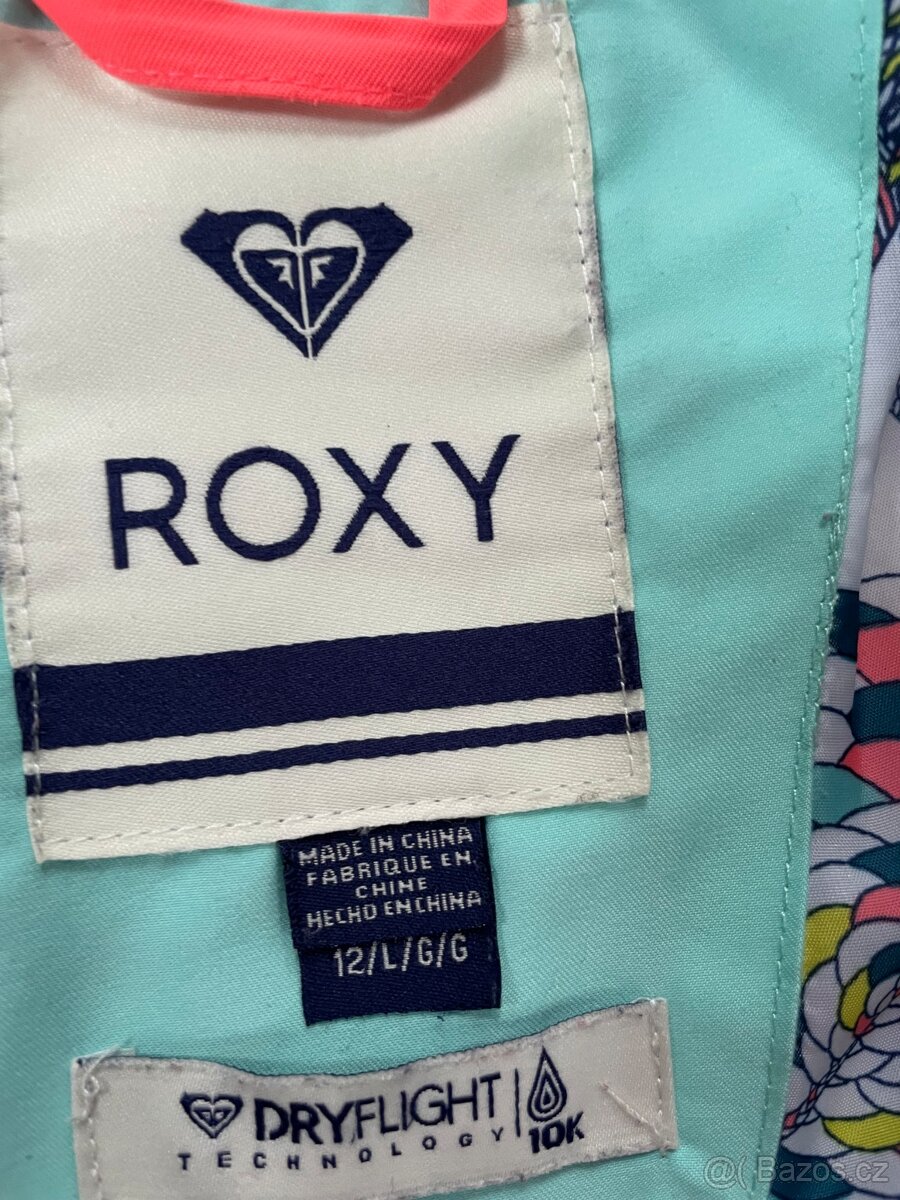 ROXY
MADE IN CHINA
FABRIQUE EN
CHINE
HECHO EN CHINA
12/L/G/G
DRYFLIGHT
TECHNOLOGY
10K
@( Bazos.cz